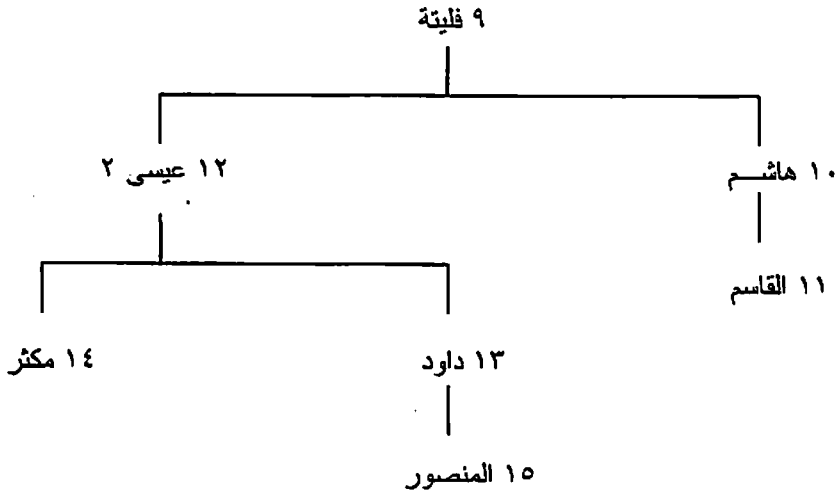 ٩ فليتة
١٠ هاشم
١٢ عيسى ٢
١١ القاسم
١٣ داود
١٤ مكثر
١٥ المنصور